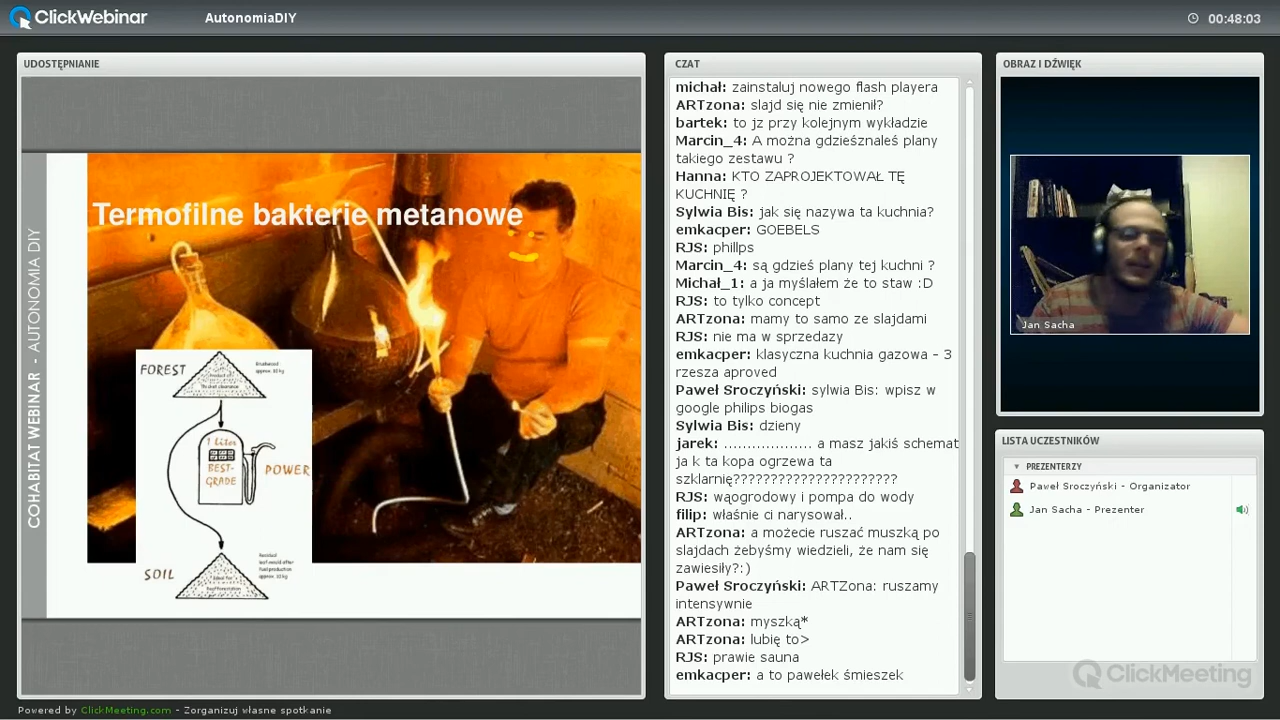 ClickWebinar
AutonomiaDIY
00:48:03
UDOSTĘPNIANIE
COHABITAT WEBINAR - AUTONOMIA DIY
Termofilne bakterie metanowe
FOREST
1 Liter
BEST-
GRADE
POWER
SOIL
CZAT
michał: zainstaluj nowego flash playera
ARTzona: slajd się nie zmienił?
bartek: to jz przy kolejnym wykładzie
Marcin_4: A można gdzieśznaleś plany
takiego zestawu ?
Hanna: KTO ZAPROJEKTOWAŁ TĘ
KUCHNIĘ ?
Sylwia Bis: jak się nazywa ta kuchnia?
emkacper: GOEBELS
RJS: phillps
Marcin_4: są gdzieś plany tej kuchni ?
Michał_1: a ja myślałem że to staw :D
RJS: to tylko concept
ARTzona: mamy to samo ze slajdami
RJS: nie ma w sprzedazy
emkacper: klasyczna kuchnia gazowa - 3
rzesza aproved
Paweł Sroczyński: sylwia Bis: wpisz w
google philips biogas
Sylwia Bis: dzieny
jarek: .................. a masz jakiś schemat
ja k ta kopa ogrzewa ta
szklarnię??????????????????????
RJS: wąogrodowy i pompa do wody
filip: właśnie ci narysował..
ARTzona: a możecie ruszać muszką po
slajdach żebyśmy wiedzieli, że nam się
zawiesiły?:)
Paweł Sroczyński: ARTZona: ruszamy
intensywnie
ARTzona: myszką*
ARTzona: lubię to>
RJS: prawie sauna
emkacper: a to pawełek śmieszek
OBRAZ I DŹWIĘK
Jan Sacha
LISTA UCZESTNIKÓW
PREZENTERZY
Paweł Sroczyński - Organizator
Jan Sacha - Prezenter
ClickMeeting
Powered by ClickMeeting.com - Zorganizuj własne spotkanie